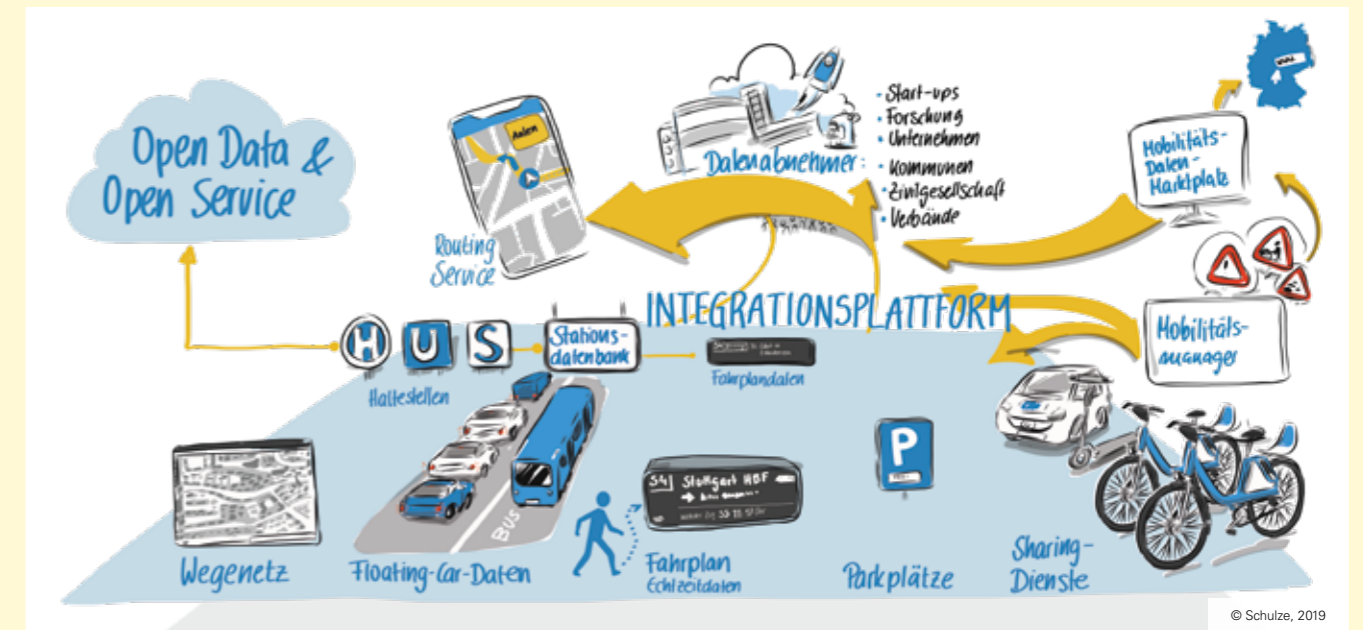 Open Data &
Open Service
Aalen
Routing
Service
Datenabnehmer:
• Start-ups
• Forschung
• Unternehmen
• Kommunen
• Zivilgesellschaft
• Verbände
Mobilitäts-
Daten-
Marktplatz
INTEGRATIONSPLATTFORM
Mobilitäts-
manager
H U S
Haltestellen
Stations-
datenbank
Fahrplandaten
Wegenetz
BUS
Floating-Car-Daten
S4 Stuttgart HBF
Fahrplan
Echtzeitdaten
P
Parkplätze
Sharing-
Dienste
© Schulze, 2019